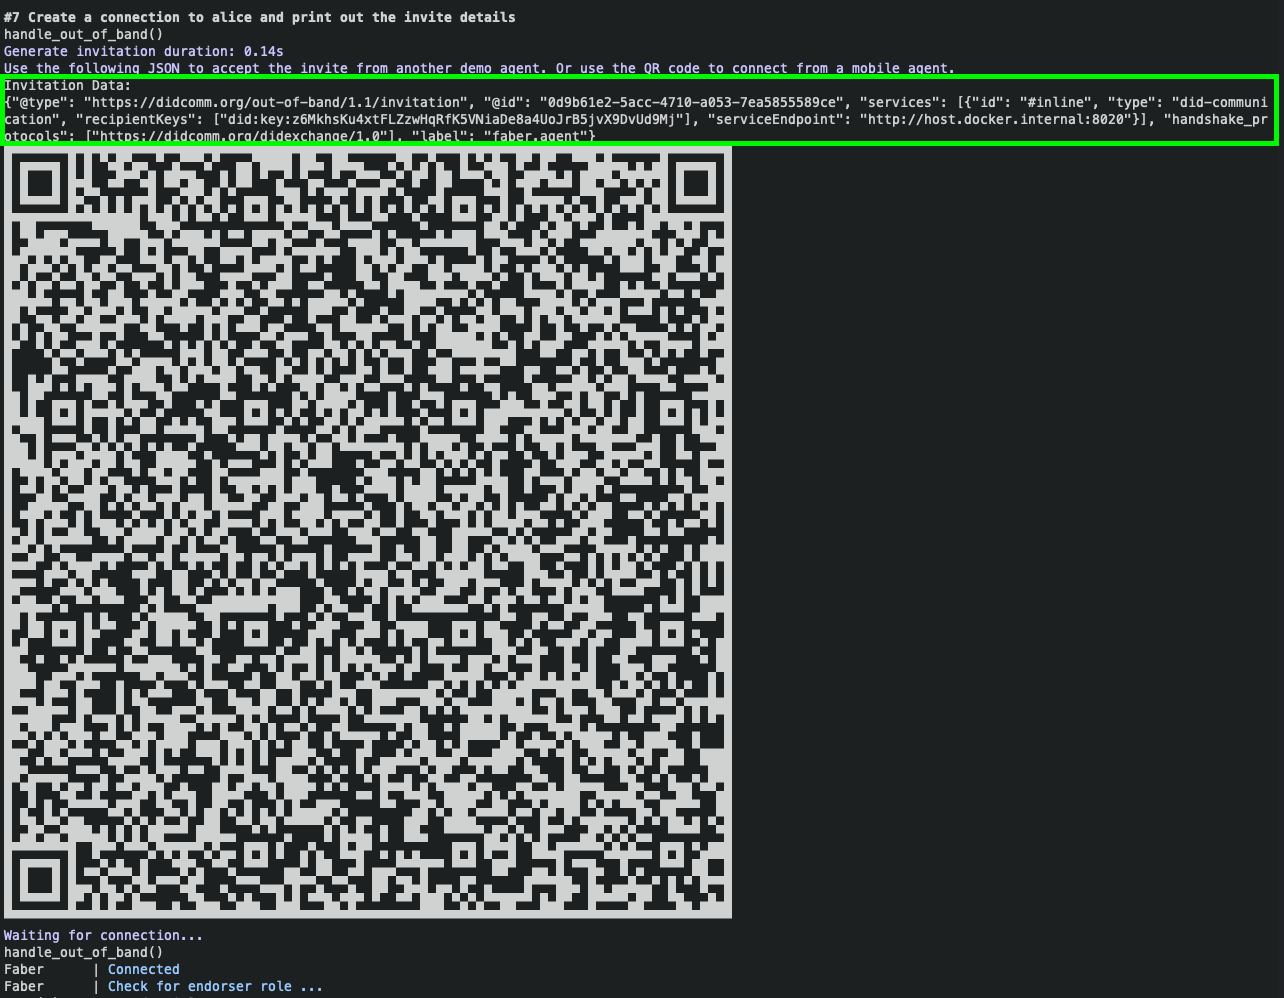 #7 Create a connection to alice and print out the invite details
handle_out_of_band()
Generate invitation duration: 0.14s
Use the following JSON to accept the invite from another demo agent. Or use the QR code to connect from a mobile agent.
Invitation Data:
{"@type": "https://didcomm.org/out-of-band/1.1/invitation", "@id": "0d9b61e2-5acc-4710-a053-7ea5855589ce", "services": [{"id": "#inline", "type": "did-communi
cation", "recipientKeys": ["did:key:z6MkhsKu4xtFLZzwHqRfK5VNiaDe8a4UoJrB5jvX9DvUd9Mj"], "serviceEndpoint": "http://host.docker.internal:8020"}], "handshake_pr
otocols": ["https://didcomm.org/didexchange/1.0"], "label": "faber.agent"}
Waiting for connection...
handle_out_of_band()
Faber | Connected
Faber | Check for endorser role ...